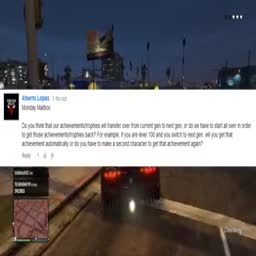 Alberto Lopez 1 day ago
Monday Mailbox
Do you think that our achievements/trophies will transfer over from current gen to next gen, or do we have to start all over in order
to get those achievements/trophies back? For example, if you are level 100 and you switch to next gen, will you get that
achievement automatically or do you have to make a second character to get that achievement again?
Reply